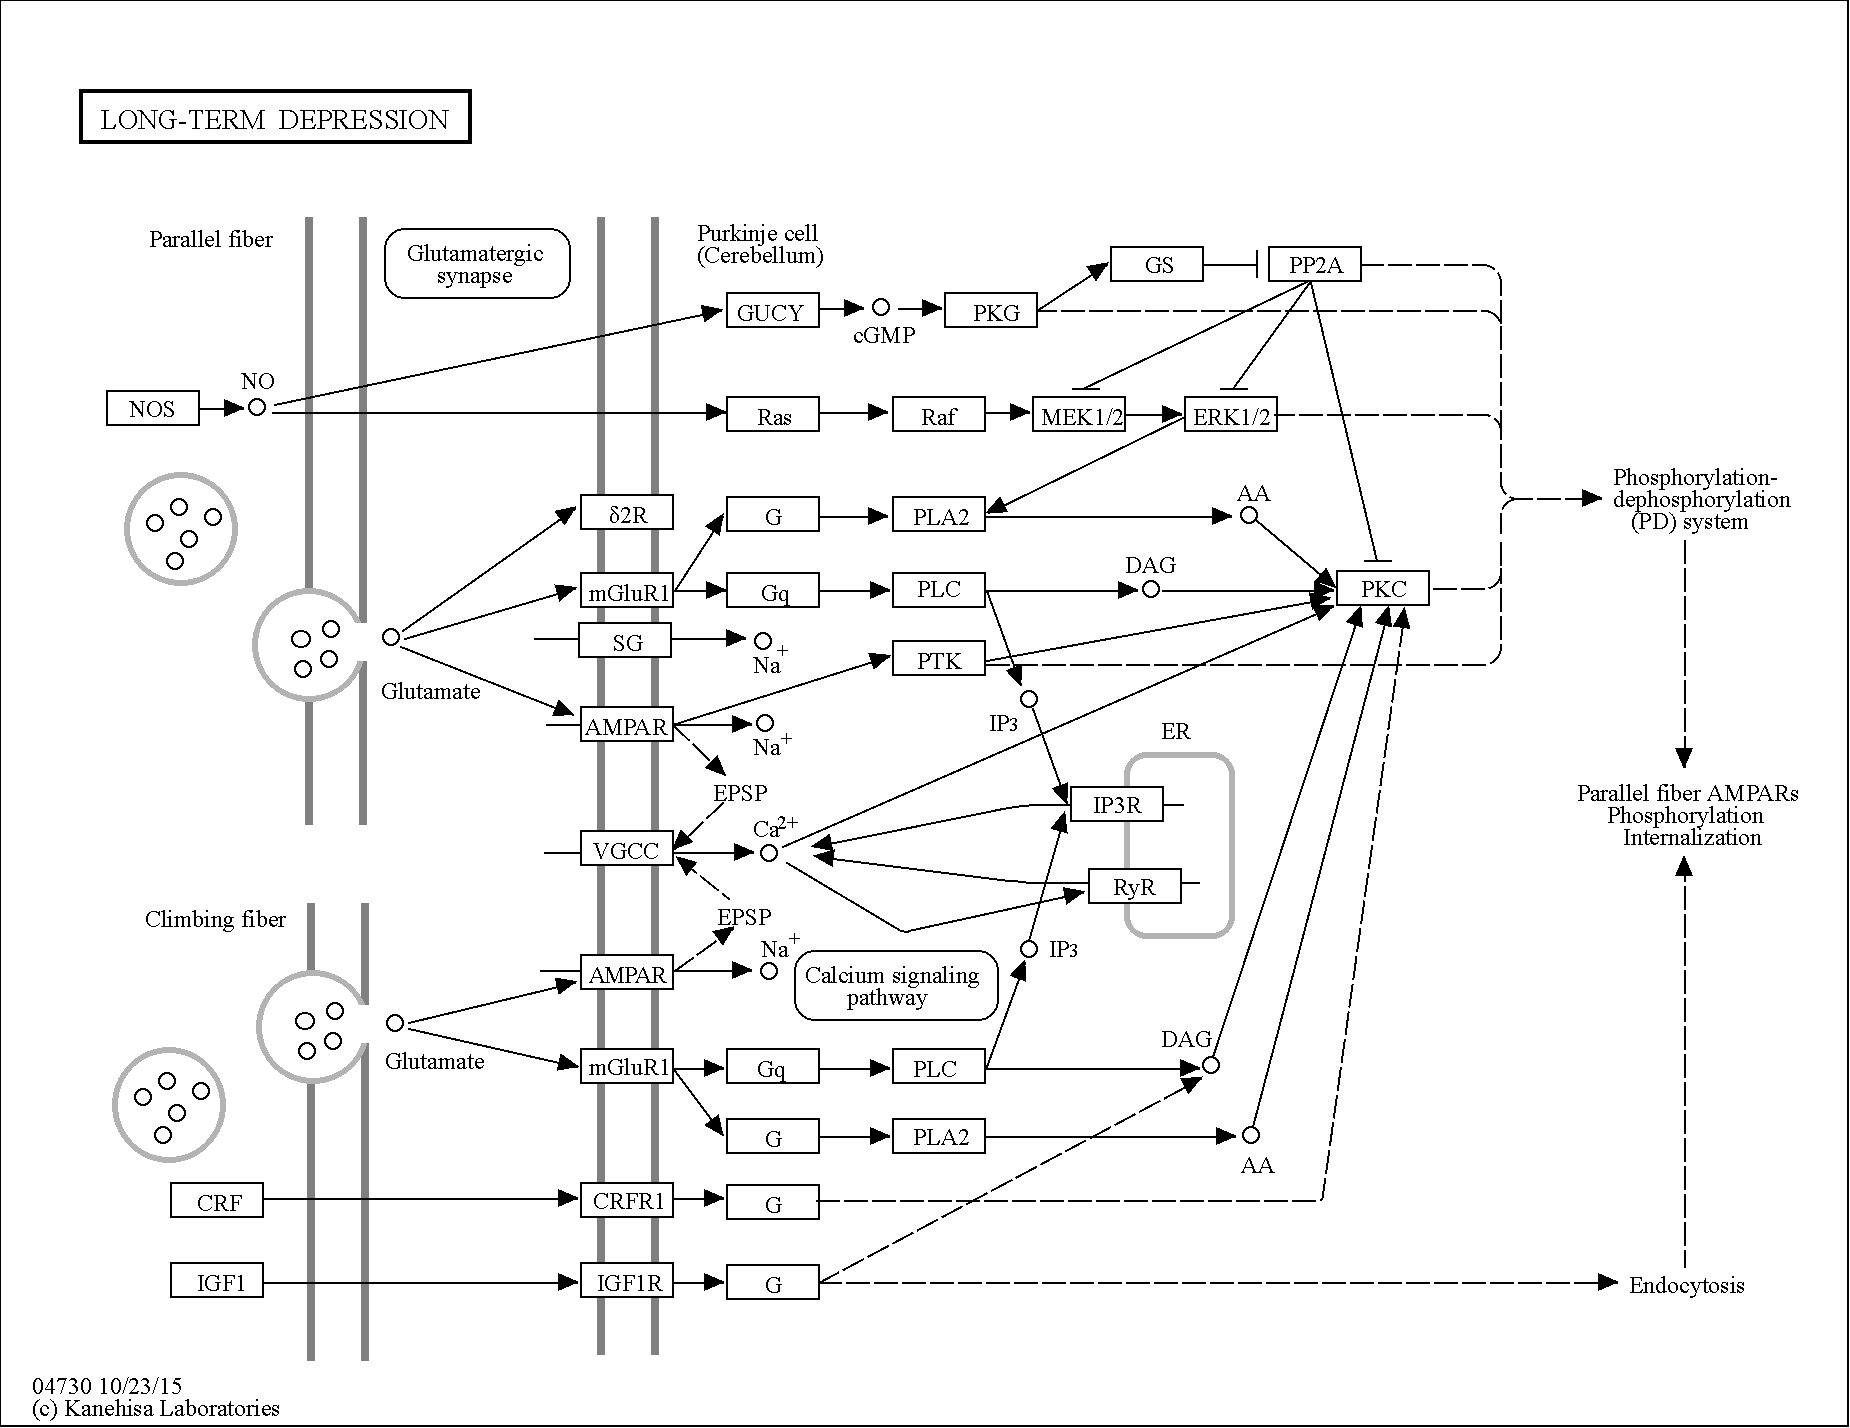 LONG-TERM DEPRESSION
Parallel fiber
Glutamatergic
synapse
Purkinje cell
(Cerebellum)
GS
PP2A
GUCY
cGMP
PKG
NOS
NO
Ras
Raf
MEK1/2
ERK1/2
Phosphorylation-
dephosphorylation
(PD) system
δ2R
G
PLA2
AA
mGluR1
Gq
PLC
DAG
PKC
SG
Na+
PTK
Glutamate
AMPAR
Na+
IP3
ER
EPSP
IP3R
Parallel fiber AMPARs
Phosphorylation
Internalization
VGCC
Ca2+
RyR
Climbing fiber
EPSP
Na+
IP3
AMPAR
Calcium signaling
pathway
Glutamate
mGluR1
Gq
PLC
DAG
G
PLA2
AA
CRF
CRFR1
G
IGF1
IGF1R
G
Endocytosis
04730 10/23/15
(c) Kanehisa Laboratories